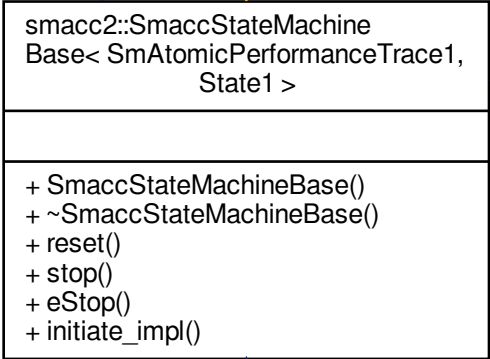 smacc2::SmaccStateMachine
Base< SmAtomicPerformanceTrace1,
State1 >
+ SmaccStateMachineBase()
+ ~SmaccStateMachineBase()
+ reset()
+ stop()
+ eStop()
+ initiate_impl()